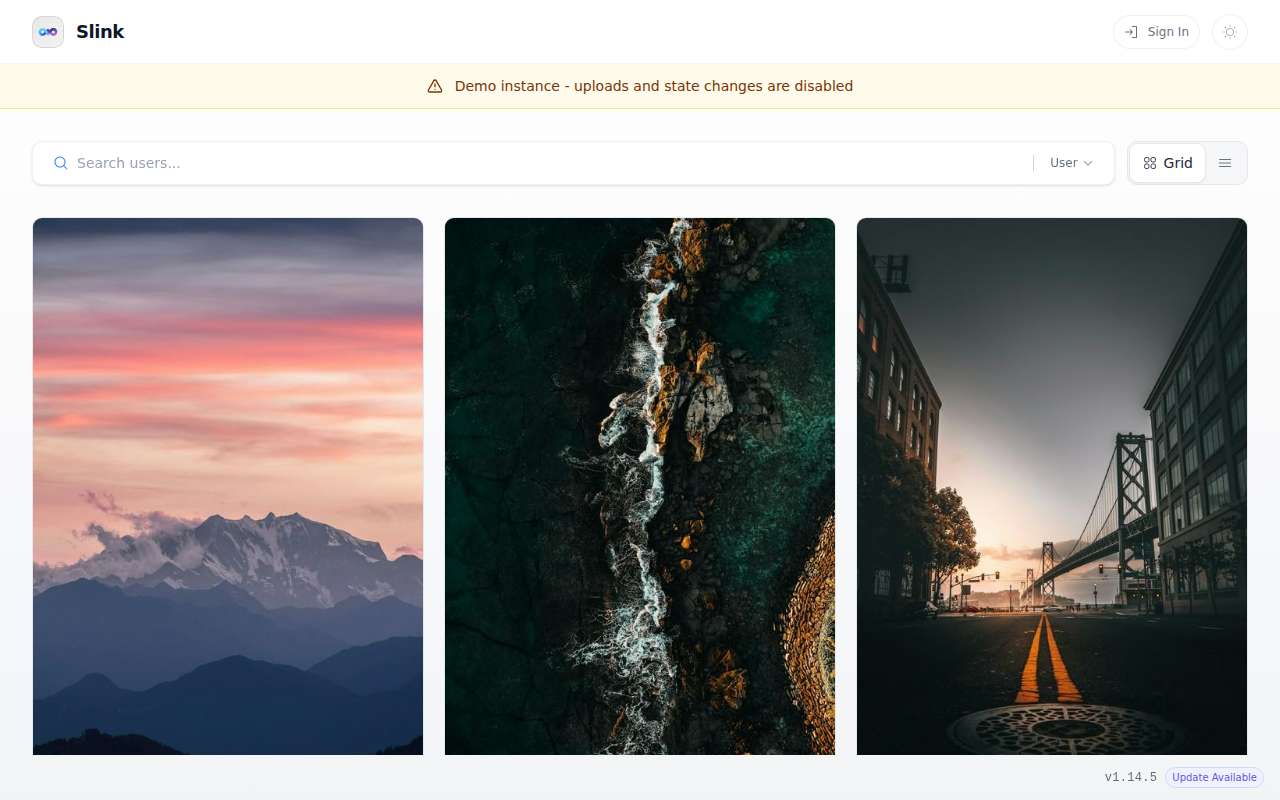 Slink
Sign In
Demo instance - uploads and state changes are disabled
Search users...
User
Grid
v1.14.5
Update Available